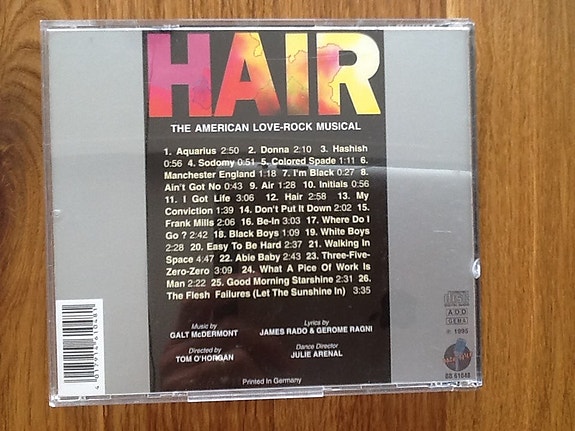 HAIR
THE AMERICAN LOVE-ROCK MUSICAL
1. Aquarius 2:50 2. Donna 2:10 3. Hashish
0:56 4. Sodomy 0:51 5. Colored Spade 1:11 6.
Manchester England 1:18 7. I'm Black 0.27 8.
Ain't Got No 0:43 9. Air 1:28 10. Initials 0:56
11. I Got Life 3:06 12. Hair 2:58 13. My
Conviction 1:39 14. Don't Put It Down 2:02 15.
Frank Mills 2:06 16. Be-In 3:03 17. Where Do I
Go ? 2:42 18. Black Boys 1:09 19. White Boys
2:28 20. Easy To Be Hard 2:37 21. Walking In
Space 4:47 22. Abie Baby 2:43 23. Three-Five-
Zero-Zero 3:09 24. What A Pice Of Work Is
Man 2:22 25. Good Morning Starshine 2:31 26.
The Flesh Failures (Let The Sunshine In) 3:35
Music by
GALT McDERMONT
Lyrics by
JAMES RADO & GEROME RAGNI
Directed by
TOM O'HORGAN
Dance Director
JULIE ARENAL
Printed In Germany
ADD
GEMA
℗ 1995